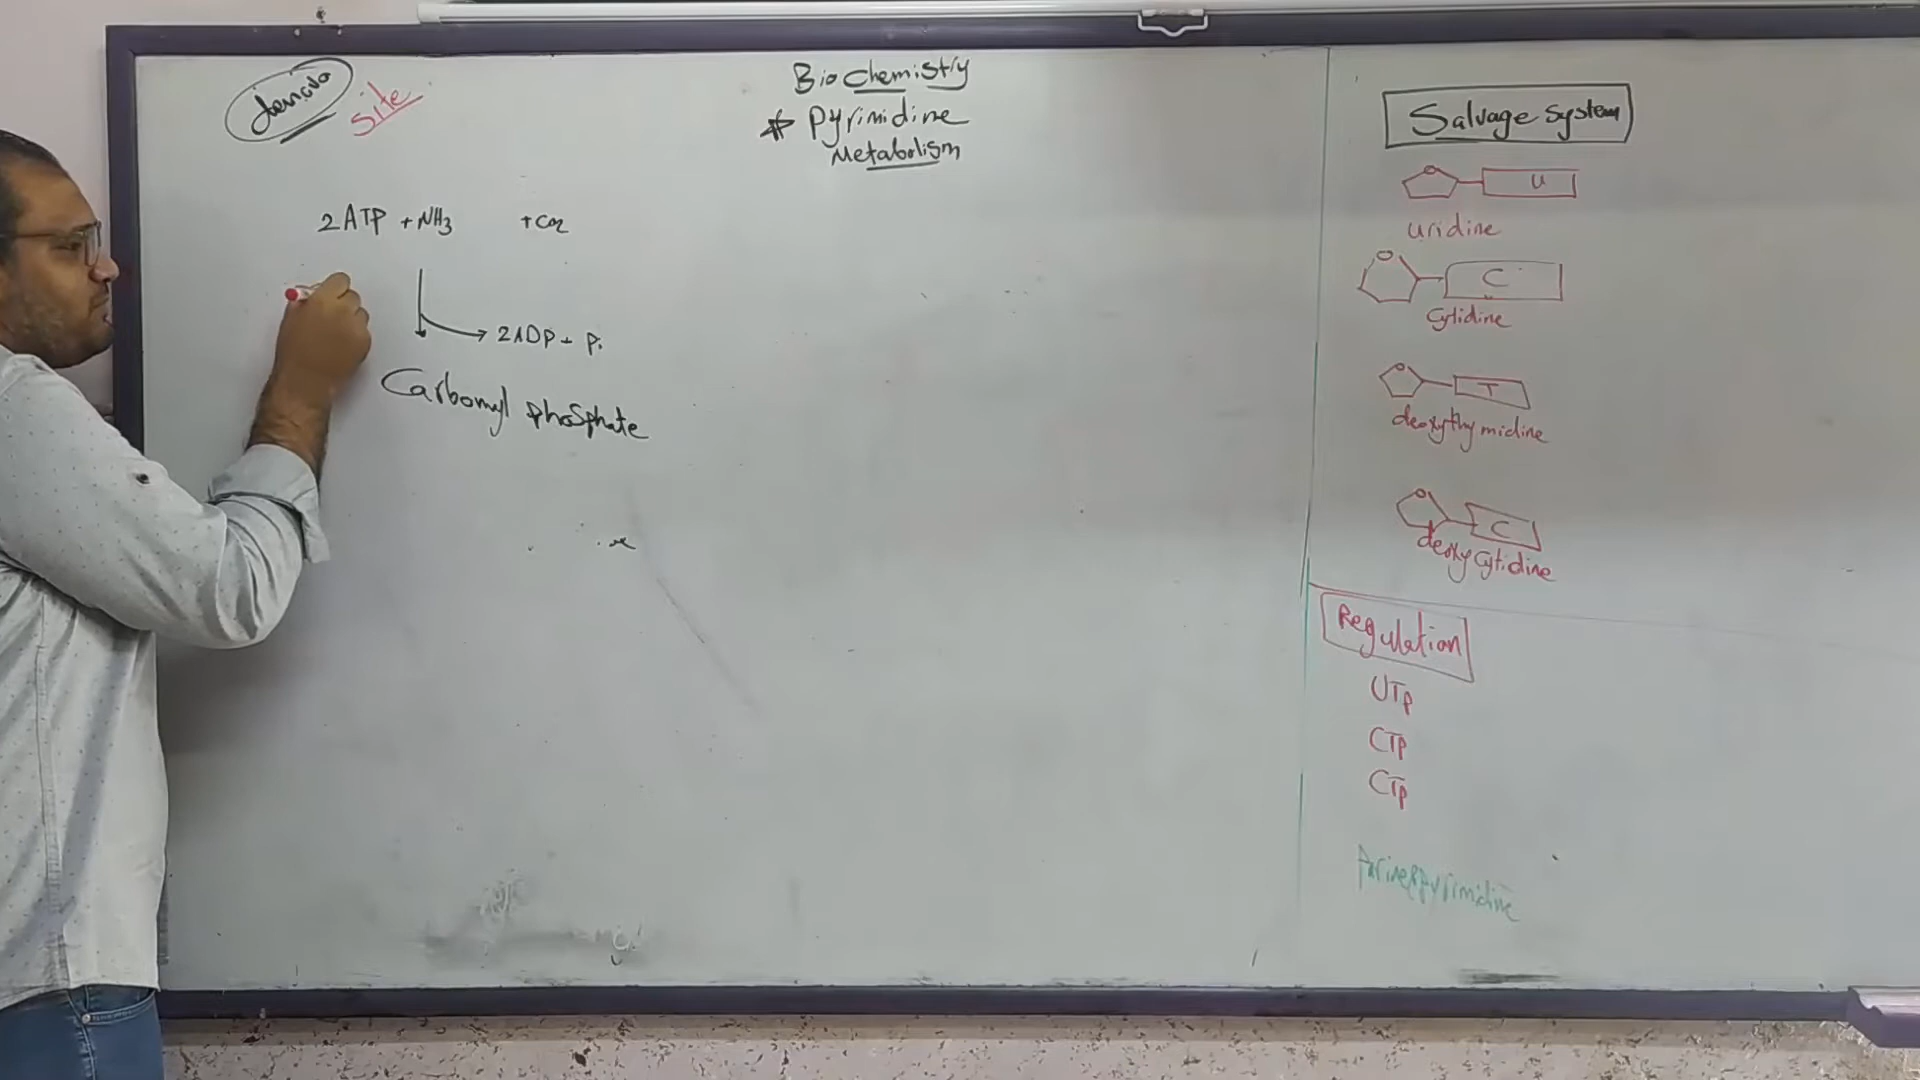 Biochemistry
* Pyrimidine
Metabolism
denovo
Site
2ATP + NH3 + CO2
2ADP + Pi
Carbomyl phosphate
Salvage System
U
uridine
C
Cytidine
T
deoxythymidine
C
deoxycytidine
Regulation
UTP
CTP
CTP
Purine&pyrimidine